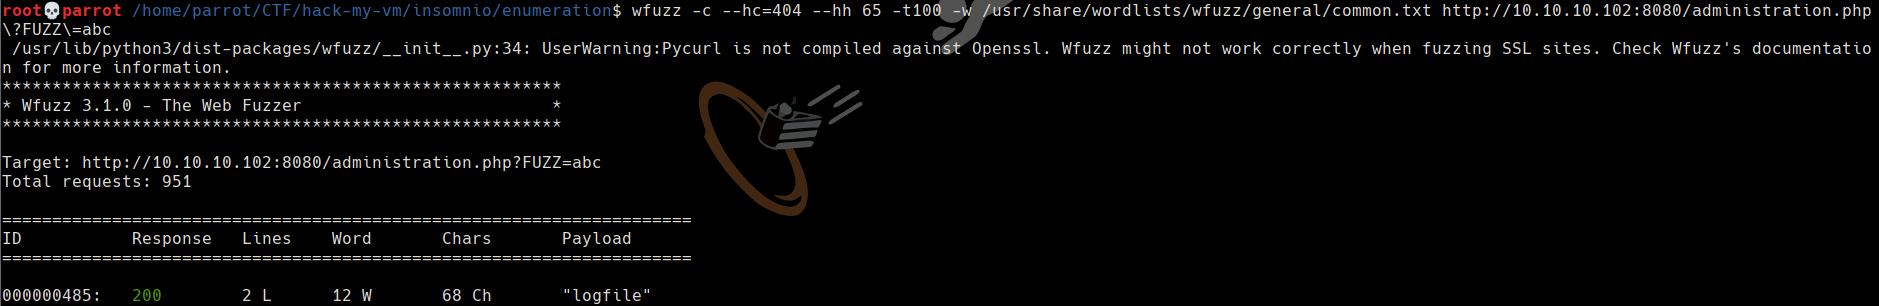 root💀parrot /home/parrot/CTF/hack-my-vm/insomnio/enumeration$ wfuzz -c --hc=404 --hh 65 -t100 -w /usr/share/wordlists/wfuzz/general/common.txt http://10.10.10.102:8080/administration.php
\?FUZZ\=abc
 /usr/lib/python3/dist-packages/wfuzz/__init__.py:34: UserWarning:Pycurl is not compiled against Openssl. Wfuzz might not work correctly when fuzzing SSL sites. Check Wfuzz's documentatio
n for more information.
********************************************************
* Wfuzz 3.1.0 - The Web Fuzzer                         *
********************************************************
Target: http://10.10.10.102:8080/administration.php?FUZZ=abc
Total requests: 951
=====================================================================
ID           Response   Lines    Word       Chars       Payload
=====================================================================
000000485:   200        2 L      12 W       68 Ch       "logfile"